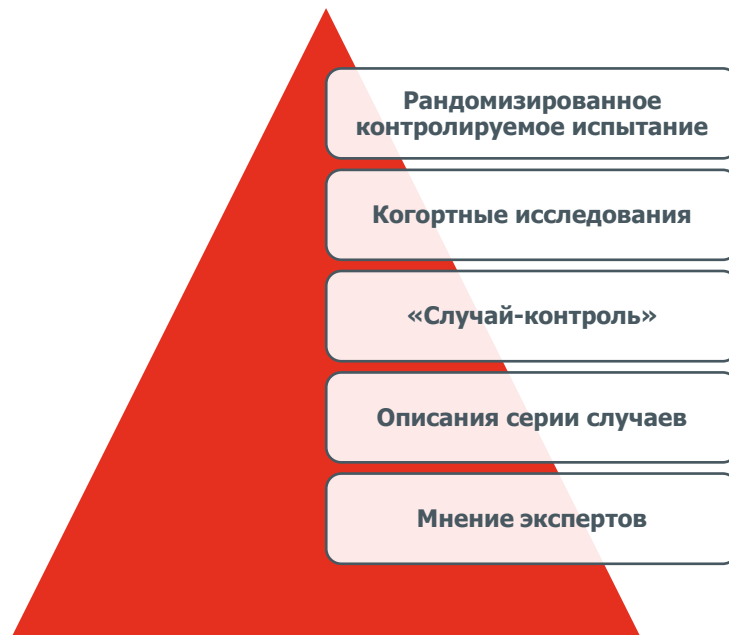 Рандомизированное
контролируемое испытание
Когортные исследования
«Случай-контроль»
Описания серии случаев
Мнение экспертов